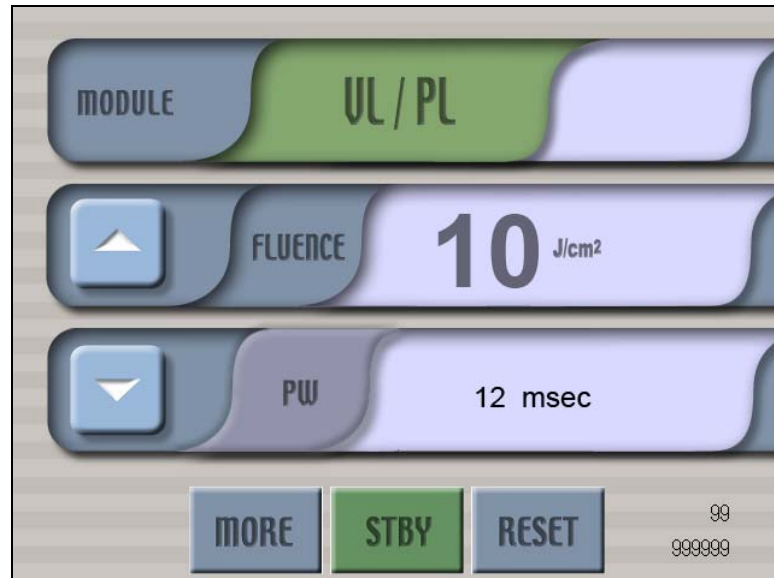 MODULE VL / PL
FLUENCE 10 J/cm²
PW 12 msec
MORE STBY RESET 99
999999